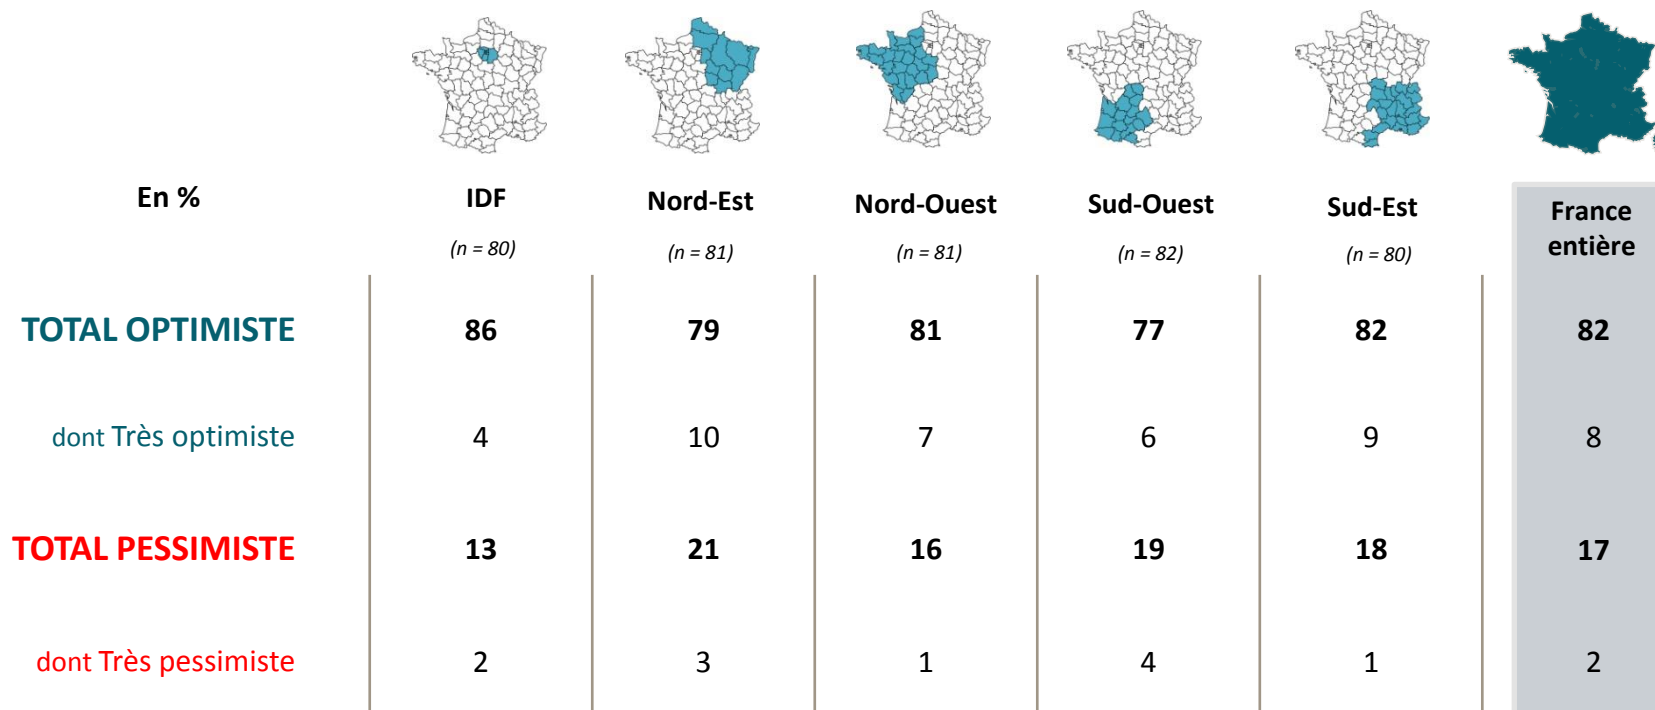 En % IDF Nord-Est Nord-Ouest Sud-Ouest Sud-Est France entière
(n = 80) (n = 81) (n = 81) (n = 82) (n = 80)
TOTAL OPTIMISTE 86 79 81 77 82 82
dont Très optimiste 4 10 7 6 9 8
TOTAL PESSIMISTE 13 21 16 19 18 17
dont Très pessimiste 2 3 1 4 1 2